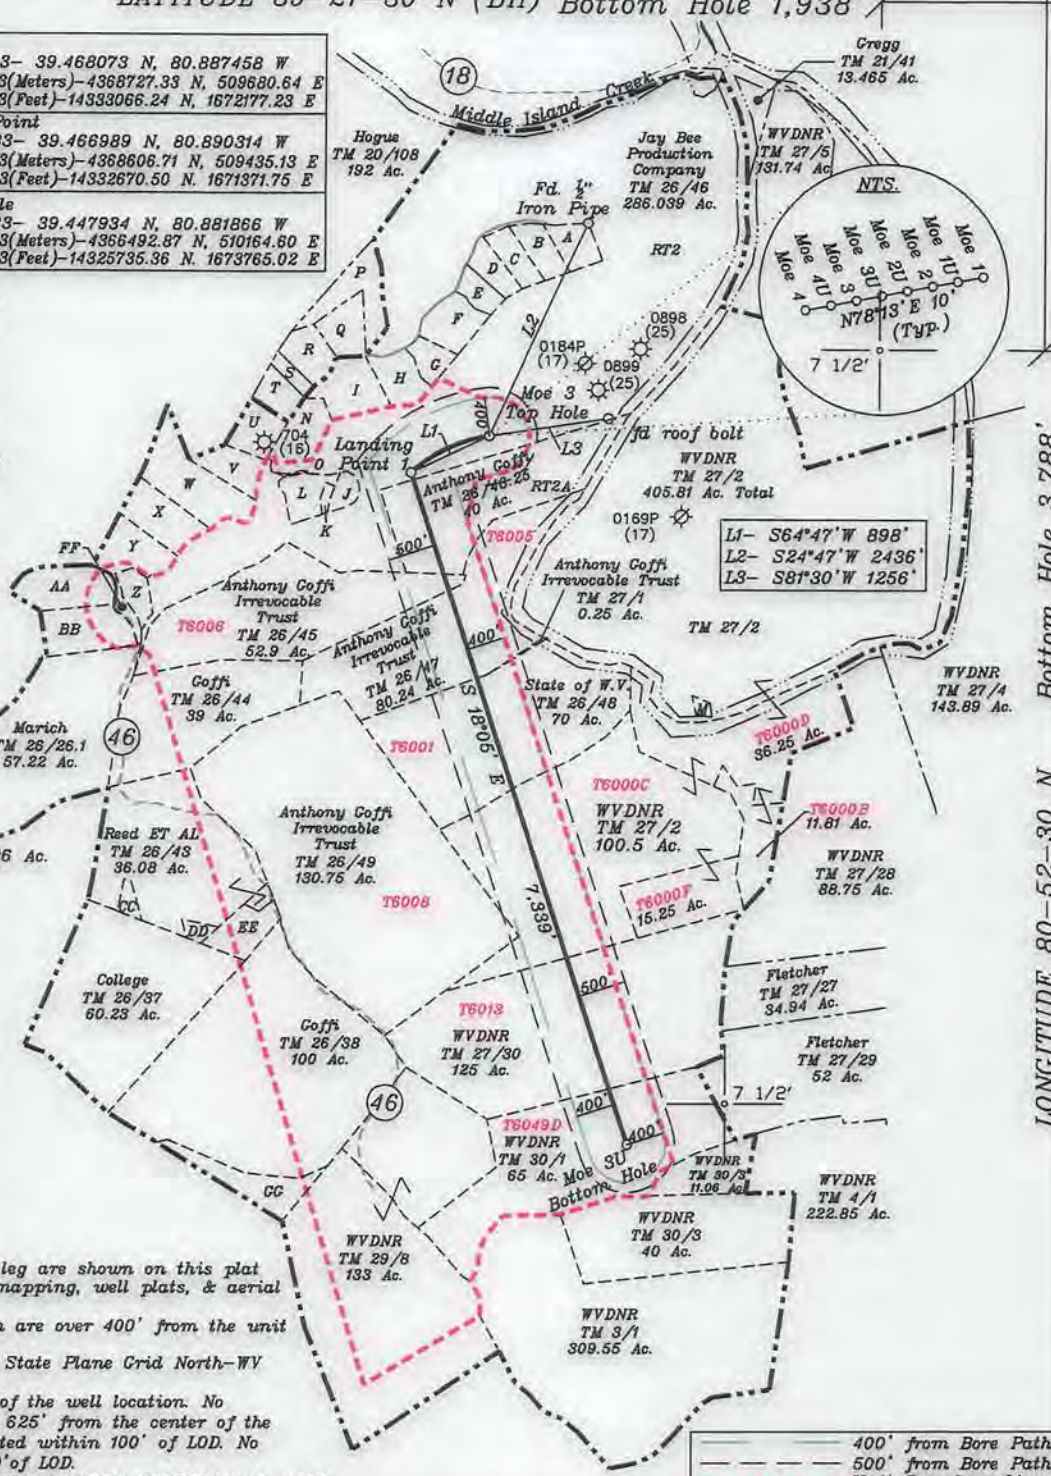 LATITUDE 39-27-30 N (BH) Bottom Hole 1,938'
3- 39.468073 N, 80.887458 W
3(Meters)-4368727.33 N, 509680.64 E
3(Feet)-14333066.24 N, 1672177.23 E
Point
33- 39.466989 N, 80.890314 W
3(Meters)-4368606.71 N, 509435.13 E
3(Feet)-14332670.50 N. 1671371.75 E
le
3- 39.447934 N, 80.881866 W
3(Meters)-4366492.87 N, 510164.60 E
3(Feet)-14325735.36 N. 1673765.02 E
18
Middle Island Creek
Gregg
TM 21/41
13.465 Ac.
Hogue
TM 20/108
192 Ac.
Jay Bee
Production
Company
TM 26/46
286.039 Ac.
WVDNR
TM 27/5
131.74 Ac
NTS.
Moe 4
Moe 4U
Moe 3
Moe 3U
Moe 2U
Moe 2
Moe 1U
Moe 1
N78°13' E 10'
(Typ.)
7 1/2'
Fd. ½"
Iron Pipe
RT2
A
B
C
D
E
F
G
H
I
P
Q
R
S
T
U
N
V
O
W
X
Y
L
J
K
L2
0184P
(17)
0898
(25)
0899
(25)
Moe 3
Top Hole
400'
L1
L3
fd roof bolt
704
(16)
Landing
Point 1
Anthony Goffi
TM 26/46.25
40 Ac.
RT2A
WVDNR
TM 27/2
405.81 Ac. Total
0169P
(17)
L1- S64°47'W 898'
L2- S24°47'W 2436'
L3- S81°30'W 1256'
T6005
500'
FF
AA
Z
BB
Anthony Goffi
Irrevocable
Trust
TM 26/45
52.9 Ac.
T6006
Anthony Goffi
Irrevocable Trust
TM 27/1
0.25 Ac.
TM 27/2
Anthony Goffi
Irrevocable
Trust
TM 26/47
80.24 Ac.
400'
Goffi
TM 26/44
39 Ac.
State of W.V.
TM 26/48
70 Ac.
WVDNR
TM 27/4
143.89 Ac.
Marich
TM 26/26.1
57.22 Ac.
46
T6001
S 18°05' E
T6000D
36.25 Ac.
T6000C
WVDNR
TM 27/2
100.5 Ac.
T6000B
11.81 Ac.
Anthony Goffi
Irrevocable
Trust
TM 26/49
130.75 Ac.
T6008
Reed ET AL
TM 26/43
36.08 Ac.
6 Ac.
WVDNR
TM 27/28
88.75 Ac.
T6000F
15.25 Ac.
7,339'
CC
DD
EE
College
TM 26/37
60.23 Ac.
500'
Fletcher
TM 27/27
34.94 Ac.
T6013
WVDNR
TM 27/30
125 Ac.
Goffi
TM 26/38
100 Ac.
Fletcher
TM 27/29
52 Ac.
46
7 1/2'
400'
400'
T6049D
WVDNR
TM 30/1
65 Ac.
Moe 3U
Bottom Hole
WVDNR
TM 30/3
11.06 Ac
WVDNR
TM 4/1
222.85 Ac.
GG
WVDNR
TM 30/3
40 Ac.
WVDNR
TM 29/8
133 Ac.
WVDNR
TM 3/1
309.55 Ac.
Bottom Hole 3,788'
LONGITUDE 80-52-30 N
leg are shown on this plat
mapping, well plats, & aerial
are over 400' from the unit
State Plane Grid North-WV
of the well location. No
625' from the center of the
ted within 100' of LOD. No
'of LOD.
400' from Bore Path
500' from Bore Path